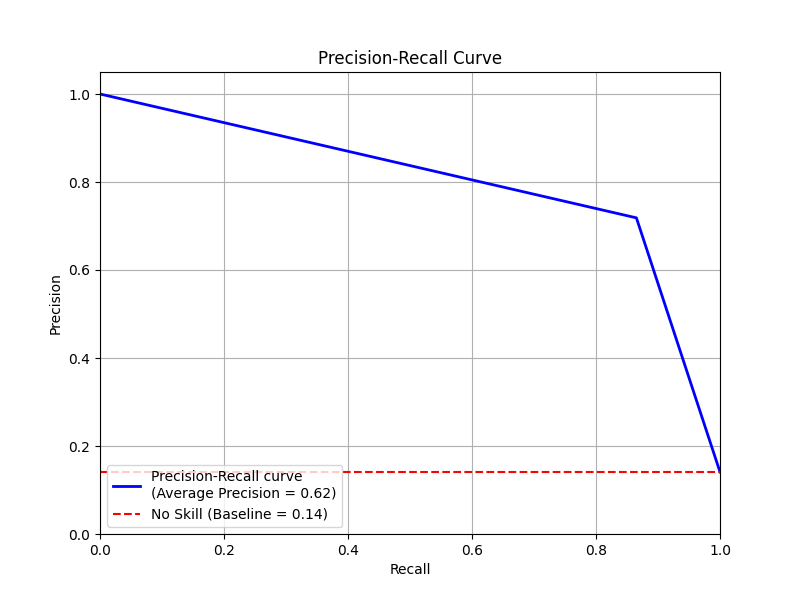 Precision-Recall Curve
Precision
1.0
0.8
0.6
0.4
0.2
0.0
Precision-Recall curve
(Average Precision = 0.62)
No Skill (Baseline = 0.14)
0.0 0.2 0.4 0.6 0.8 1.0
Recall